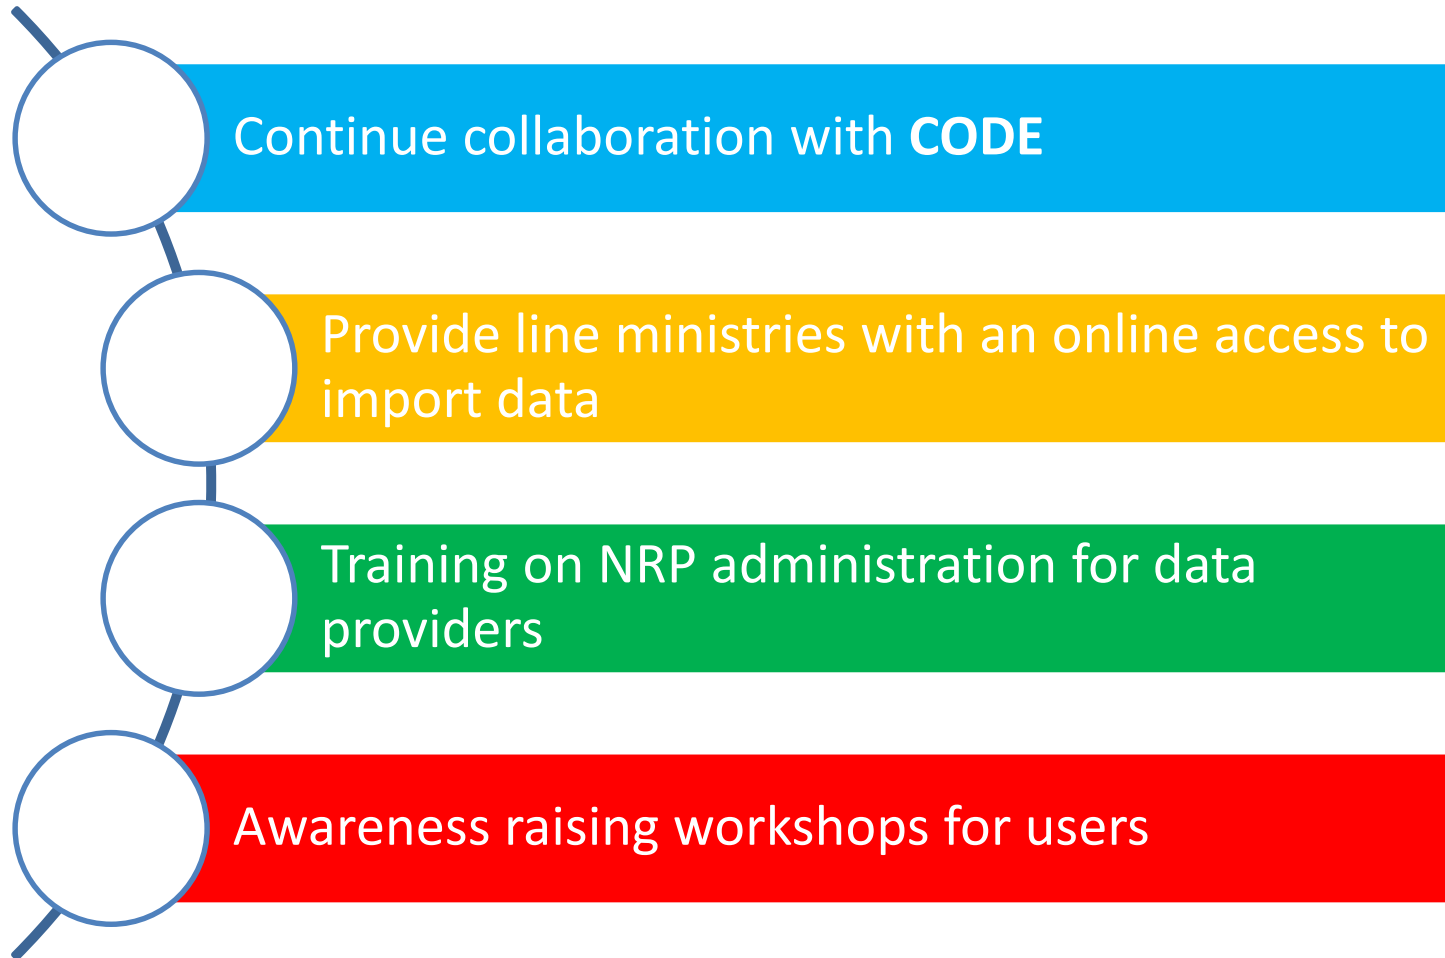 Continue collaboration with CODE
Provide line ministries with an online access to
import data
Training on NRP administration for data
providers
Awareness raising workshops for users